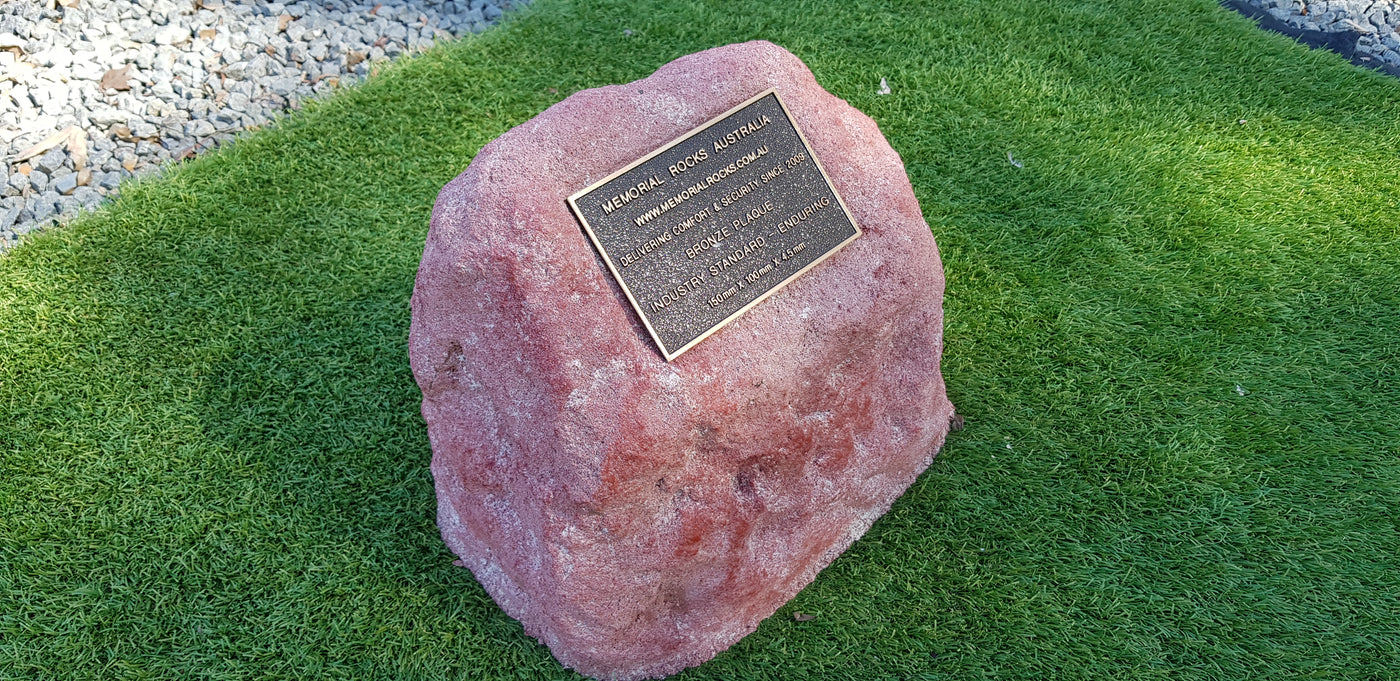 MEMORIAL ROCKS AUSTRALIA
WWW.MEMORIALROCKS.COM.AU
DELIVERING COMFORT & SECURITY SINCE 2009
BRONZE PLAQUE
INDUSTRY STANDARD - ENDURING
150mm X 100mm X 4.5mm